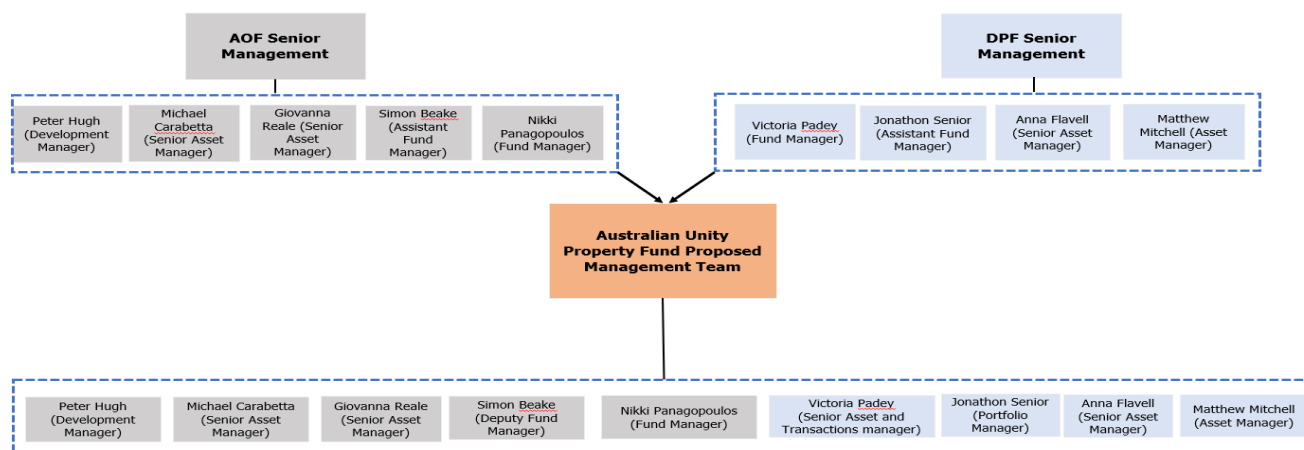 AOF Senior
Management
DPF Senior
Management
Peter Hugh
(Development
Manager)
Michael
Carabetta
(Senior Asset
Manager)
Giovanna
Reale (Senior
Asset
Manager)
Simon Beake
(Assistant
Fund
Manager)
Nikki
Panagopoulos
(Fund Manager)
Victoria Padey
(Fund Manager)
Jonathon Senior
(Assistant Fund
Manager)
Anna Flavell
(Senior Asset
Manager)
Matthew
Mitchell (Asset
Manager)
Australian Unity
Property Fund Proposed
Management Team
Peter Hugh
(Development
Manager)
Michael Carabetta
(Senior Asset
Manager)
Giovanna Reale
(Senior Asset
Manager)
Simon Beake
(Deputy Fund
Manager)
Nikki Panagopoulos
(Fund Manager)
Victoria Padey
(Senior Asset and
Transactions manager)
Jonathon Senior
(Portfolio
Manager)
Anna Flavell
(Senior Asset
Manager)
Matthew Mitchell
(Asset Manager)